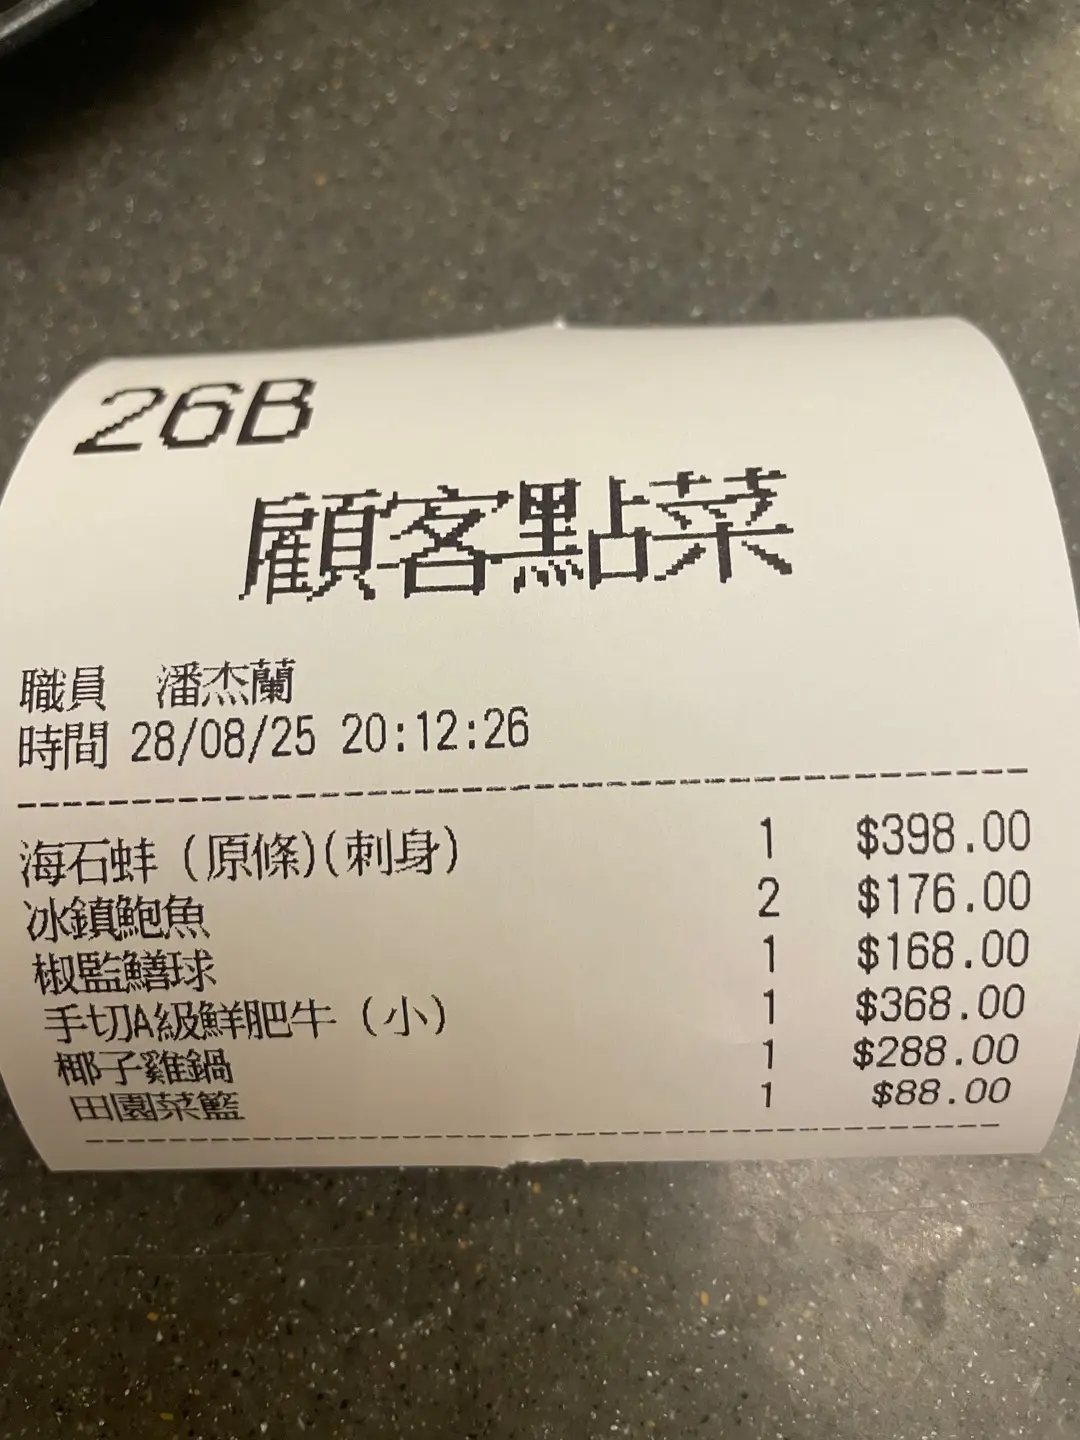 26B
顧客點菜
職員 潘杰蘭
時間 28/08/25 20:12:26
海石蚌 (原條)(刺身) 1 $398.00
冰鎮鮑魚 2 $176.00
椒監鱔球 1 $168.00
手切A級鮮肥牛 (小) 1 $368.00
椰子雞鍋 1 $288.00
田園菜籃 1 $88.00